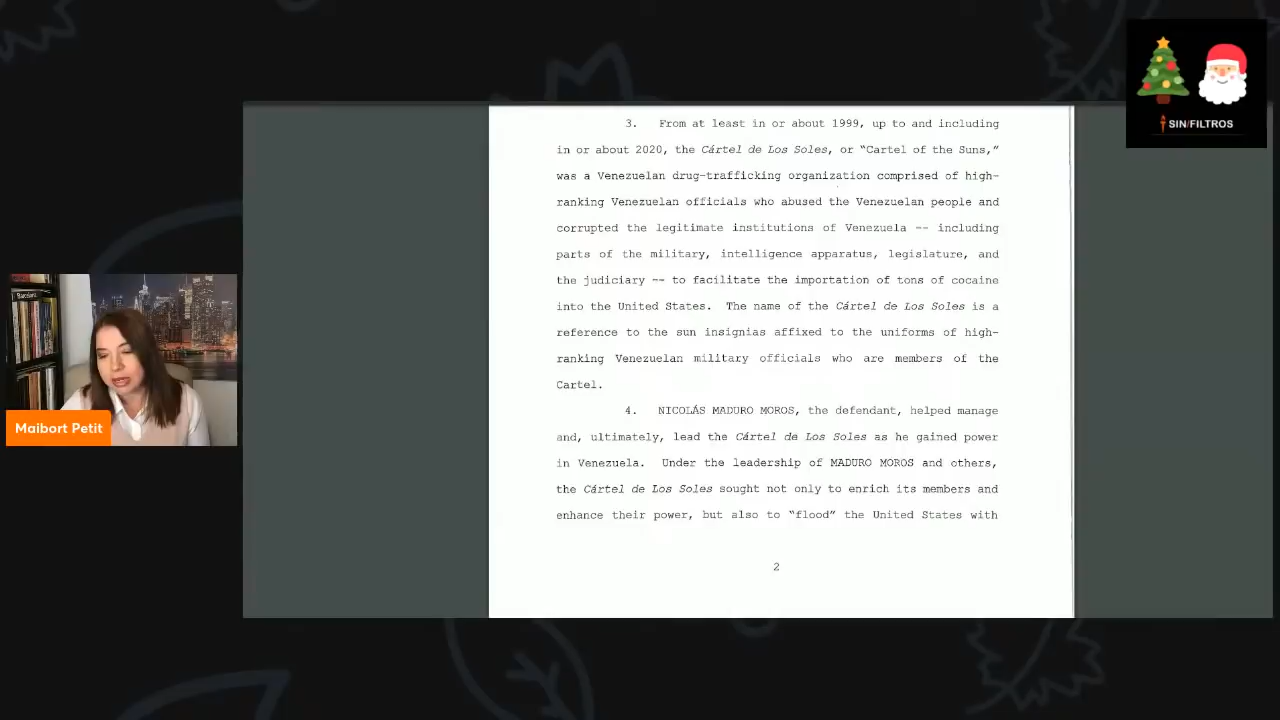 SIN/FILTROS
3. From at least in or about 1999, up to and including
in or about 2020, the Cártel de Los Soles, or “Cartel of the Suns,”
was a Venezuelan drug-trafficking organization comprised of high-
ranking Venezuelan officials who abused the Venezuelan people and
corrupted the legitimate institutions of Venezuela -- including
parts of the military, intelligence apparatus, legislature, and
the judiciary -- to facilitate the importation of tons of cocaine
into the United States. The name of the Cártel de Los Soles is a
reference to the sun insignias affixed to the uniforms of high-
ranking Venezuelan military officials who are members of the
Cartel.
4. NICOLÁS MADURO MOROS, the defendant, helped manage
and, ultimately, lead the Cártel de Los Soles as he gained power
in Venezuela. Under the leadership of MADURO MOROS and others,
the Cártel de Los Soles sought not only to enrich its members and
enhance their power, but also to “flood” the United States with
2
Barcelona
Maibort Petit